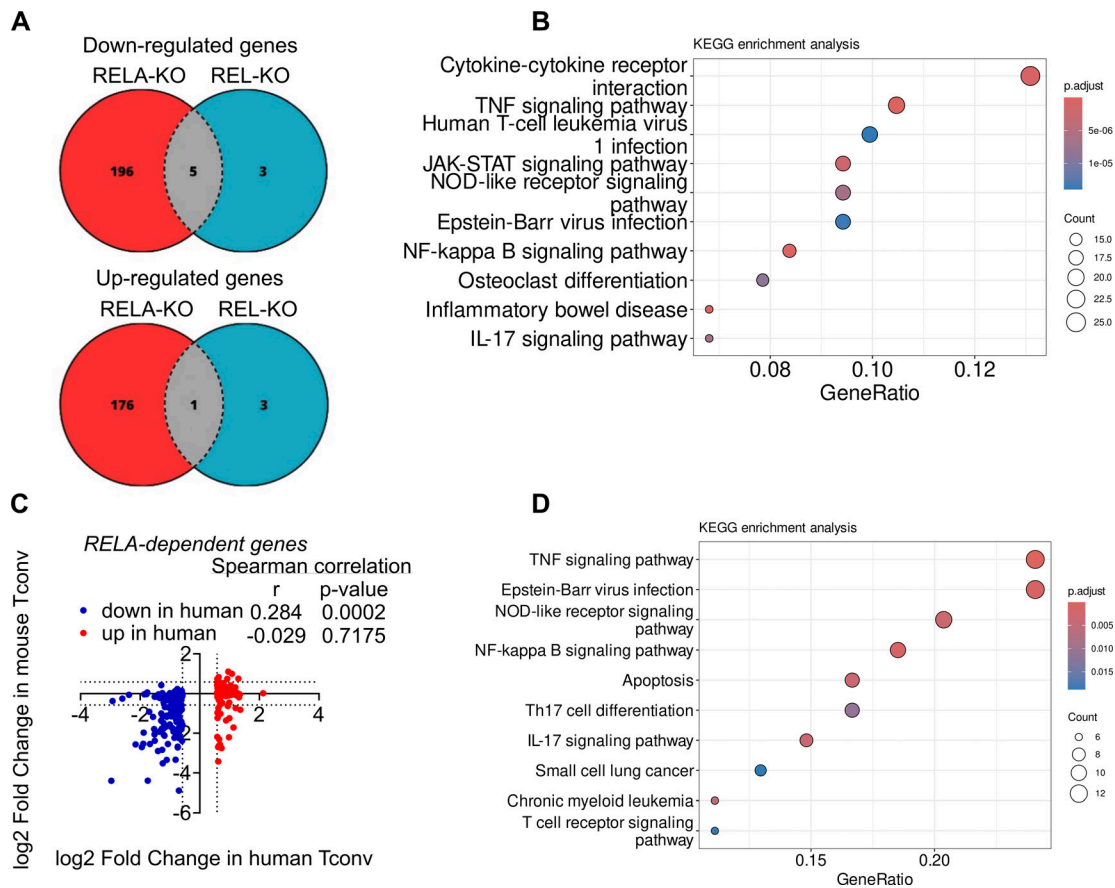 A
Down-regulated genes
RELA-KO REL-KO
196 5 3
Up-regulated genes
RELA-KO REL-KO
176 1 3
B
KEGG enrichment analysis
Cytokine-cytokine receptor
interaction
TNF signaling pathway
Human T-cell leukemia virus
1 infection
JAK-STAT signaling pathway
NOD-like receptor signaling
pathway
Epstein-Barr virus infection
NF-kappa B signaling pathway
Osteoclast differentiation
Inflammatory bowel disease
IL-17 signaling pathway
0.08 0.10 0.12
GeneRatio
p.adjust
5e-06
1e-05
Count
15.0
17.5
20.0
22.5
25.0
C
RELA-dependent genes
Spearman correlation
r p-value
down in human 0.284 0.0002
up in human -0.029 0.7175
log2 Fold Change in mouse Tconv
2
-4 -2 2 4
-2
-4
-6
log2 Fold Change in human Tconv
D
KEGG enrichment analysis
TNF signaling pathway
Epstein-Barr virus infection
NOD-like receptor signaling
pathway
NF-kappa B signaling pathway
Apoptosis
Th17 cell differentiation
IL-17 signaling pathway
Small cell lung cancer
Chronic myeloid leukemia
T cell receptor signaling
pathway
0.15 0.20
GeneRatio
p.adjust
0.005
0.010
0.015
Count
6
8
10
12